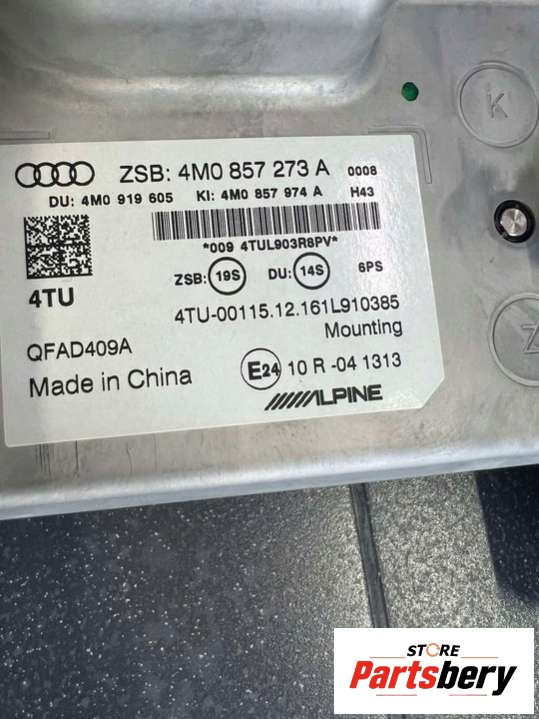 K
ZSB: 4M0 857 273 A 0008
DU: 4M0 919 605 KI: 4M0 857 974 A H43
*009 4TUL903R8PV*
ZSB: 19S DU: 14S 6PS
4TU
4TU-00115.12.161L910385
Mounting
QFAD409A
E24 10 R -04 1313
Made in China
ALPINE
Z
STORE
Partsbery